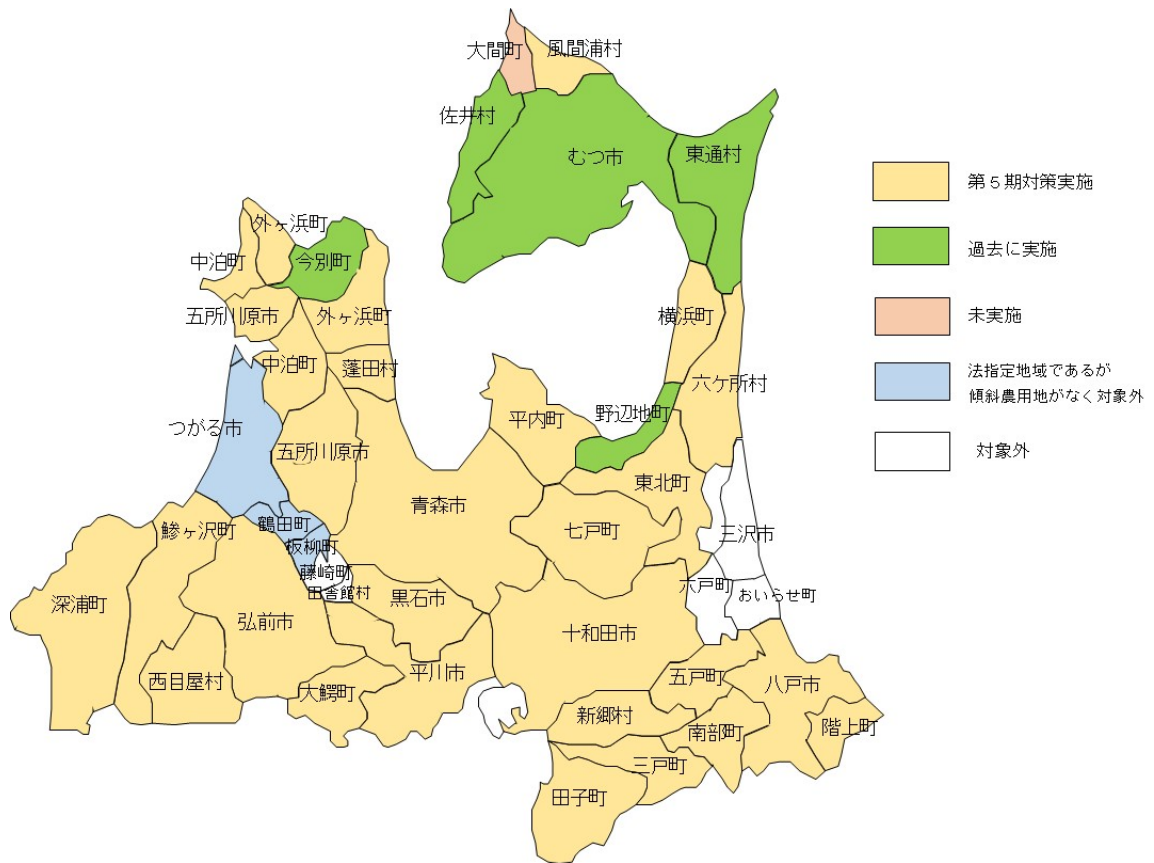 大間町
風間浦村
佐井村
むつ市
東通村
第5期対策実施
外ヶ浜町
過去に実施
中泊町
今別町
五所川原市
外ヶ浜町
横浜町
未実施
中泊町
蓬田村
六ケ所村
法指定地域であるが
傾斜農用地がなく対象外
平内町
野辺地町
つがる市
五所川原市
東北町
対象外
青森市
鶴田町
鰺ヶ沢町
七戸町
三沢市
板柳町
藤崎町
田舎館村
六戸町
おいらせ町
深浦町
弘前市
黒石市
十和田市
西目屋村
大鰐町
平川市
五戸町
八戸市
新郷村
南部町
階上町
三戸町
田子町